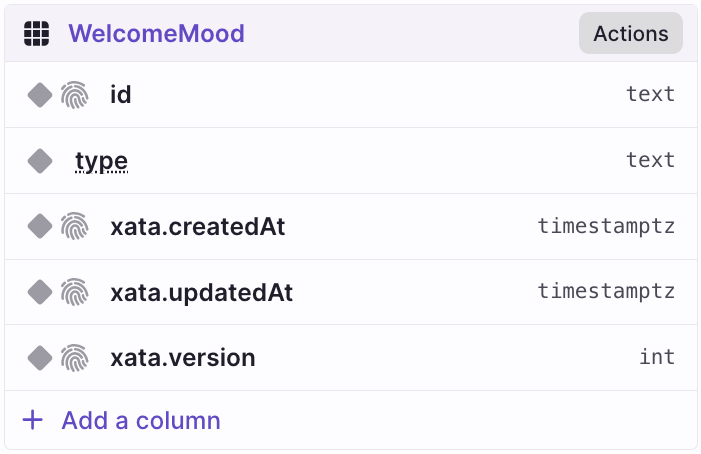 WelcomeMood Actions
id text
type text
xata.createdAt timestamptz
xata.updatedAt timestamptz
xata.version int
+ Add a column